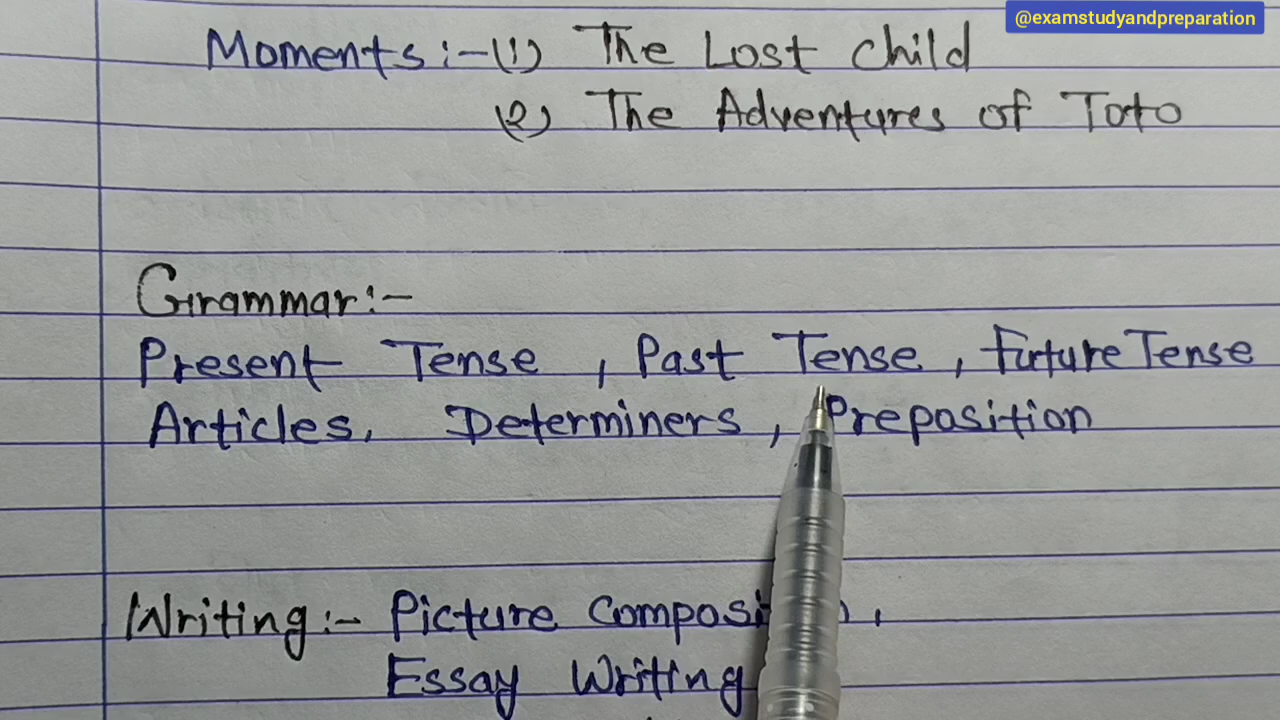 @examstudyandpreparation
Moments:-(1) The Lost Child
(2) The Adventures of Toto
Grammar:-
Present Tense , Past Tense , Future Tense
Articles, Determiners, Preposition
Writing:- Picture ,
Essay Writing